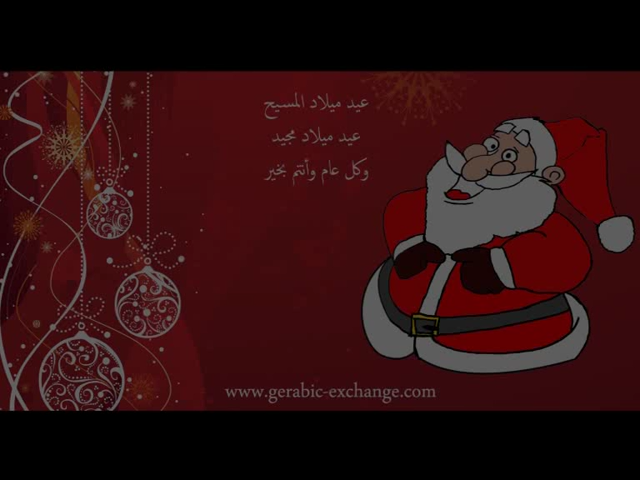 عيد ميلاد المسيح
عيد ميلاد مجيد
وكل عام وأنتم بخير
www.gerabic-exchange.com